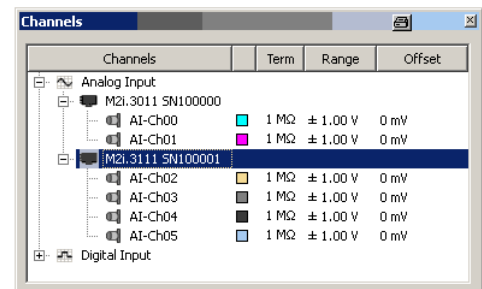 Channels
Channels Term Range Offset
Analog Input
M2i.3011 SN100000
AI-Ch00 1 MΩ ± 1.00 V 0 mV
AI-Ch01 1 MΩ ± 1.00 V 0 mV
M2i.3111 SN100001
AI-Ch02 1 MΩ ± 1.00 V 0 mV
AI-Ch03 1 MΩ ± 1.00 V 0 mV
AI-Ch04 1 MΩ ± 1.00 V 0 mV
AI-Ch05 1 MΩ ± 1.00 V 0 mV
Digital Input